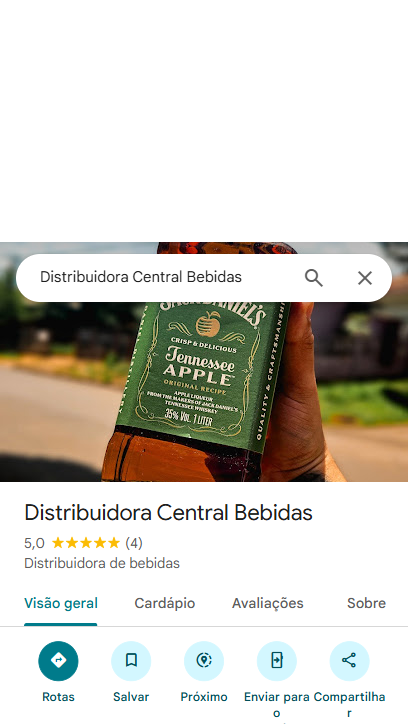 Distribuidora Central Bebidas
JACK DANIEL'S
CRISP & DELICIOUS
Tennessee
APPLE
ORIGINAL RECIPE
APPLE LIQUEUR
FROM THE MAKERS OF JACK DANIEL'S
TENNESSEE WHISKEY
35% Vol. 1 LITER
QUALITY & CRAFTSMANSHIP
Distribuidora Central Bebidas
5,0 (4)
Distribuidora de bebidas
Visão geral
Cardápio
Avaliações
Sobre
Rotas
Salvar
Próximo
Enviar para
o
Compartilha
r